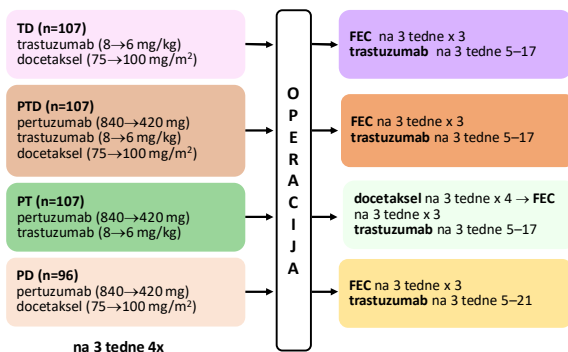 TD (n=107)
trastuzumab (8→6 mg/kg)
docetaksel (75→100 mg/m²)
PTD (n=107)
pertuzumab (840→420 mg)
trastuzumab (8→6 mg/kg)
docetaksel (75→100 mg/m²)
PT (n=107)
pertuzumab (840→420 mg)
trastuzumab (8→6 mg/kg)
PD (n=96)
pertuzumab (840→420 mg)
docetaksel (75→100 mg/m²)
na 3 tedne 4x
O
P
E
R
A
C
I
J
A
FEC na 3 tedne x 3
trastuzumab na 3 tedne 5–17
FEC na 3 tedne x 3
trastuzumab na 3 tedne 5–17
docetaksel na 3 tedne x 4 → FEC
na 3 tedne x 3
trastuzumab na 3 tedne 5–17
FEC na 3 tedne x 3
trastuzumab na 3 tedne 5–21